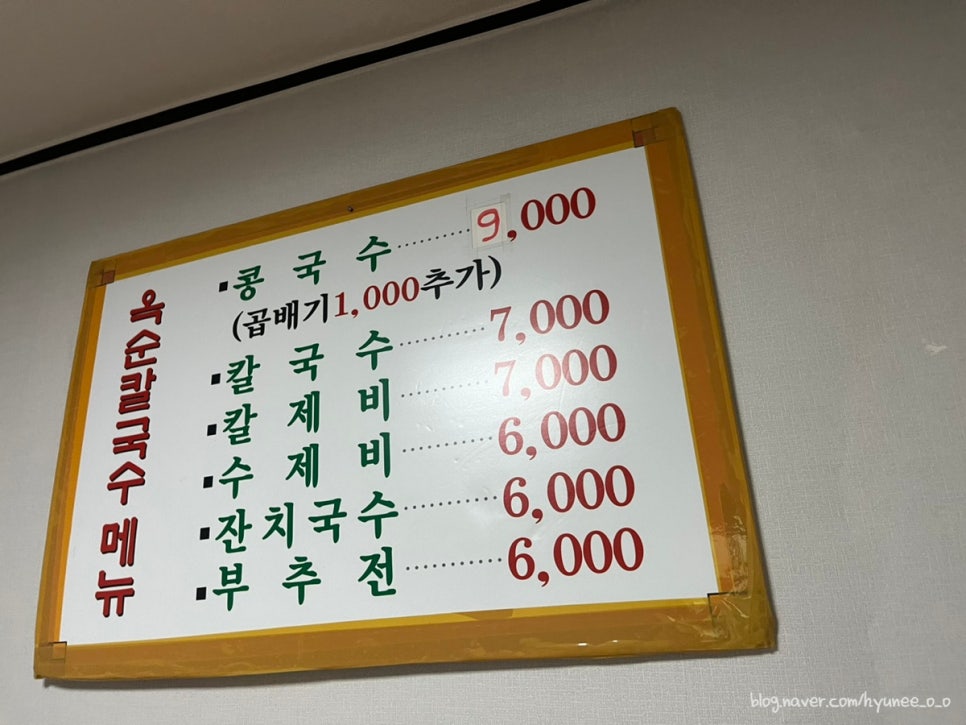 옥순칼국수 메뉴
▪콩국수..........9,000
(곱배기1,000추가)
▪칼국수..........7,000
▪칼제비..........7,000
▪수제비..........6,000
▪잔치국수..........6,000
▪부추전..........6,000
blog.naver.com/hyunee_o_o